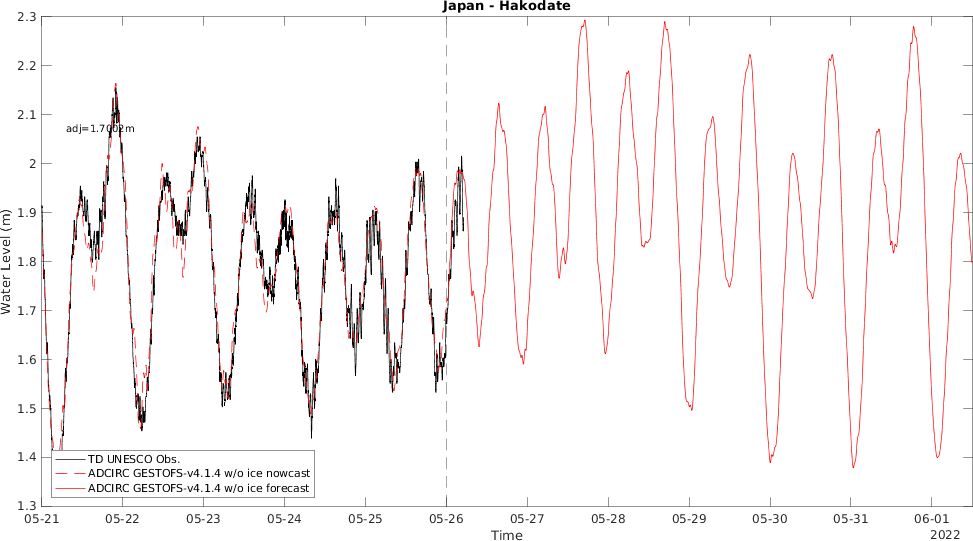 Japan - Hakodate
2.3
2.2
2.1
2
1.9
1.8
1.7
1.6
1.5
1.4
1.3
Water Level (m)
adj=1.7002m
TD UNESCO Obs.
ADCIRC GESTOFS-v4.1.4 w/o ice nowcast
ADCIRC GESTOFS-v4.1.4 w/o ice forecast
05-21 05-22 05-23 05-24 05-25 05-26 05-27 05-28 05-29 05-30 05-31 06-01
2022
Time